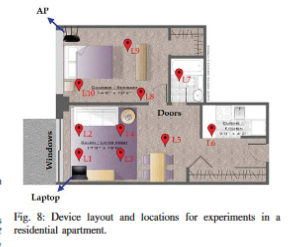 AP
L9
L7
L10
L8
Doors
L2
L4
L5
L6
L1
L3
Windows
Laptop
Fig. 8: Device layout and locations for experiments in a
residential apartment.